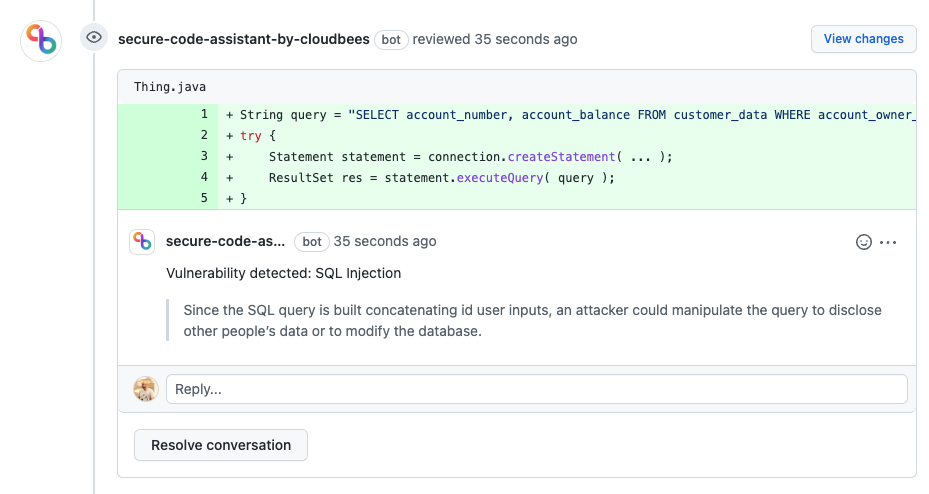 secure-code-assistant-by-cloudbees bot reviewed 35 seconds ago View changes
Thing.java
1 + String query = "SELECT account_number, account_balance FROM customer_data WHERE account_owner_
2 + try {
3 + Statement statement = connection.createStatement( ... );
4 + ResultSet res = statement.executeQuery( query );
5 + }
secure-code-as... bot 35 seconds ago
Vulnerability detected: SQL Injection
Since the SQL query is built concatenating id user inputs, an attacker could manipulate the query to disclose
other people’s data or to modify the database.
Reply...
Resolve conversation